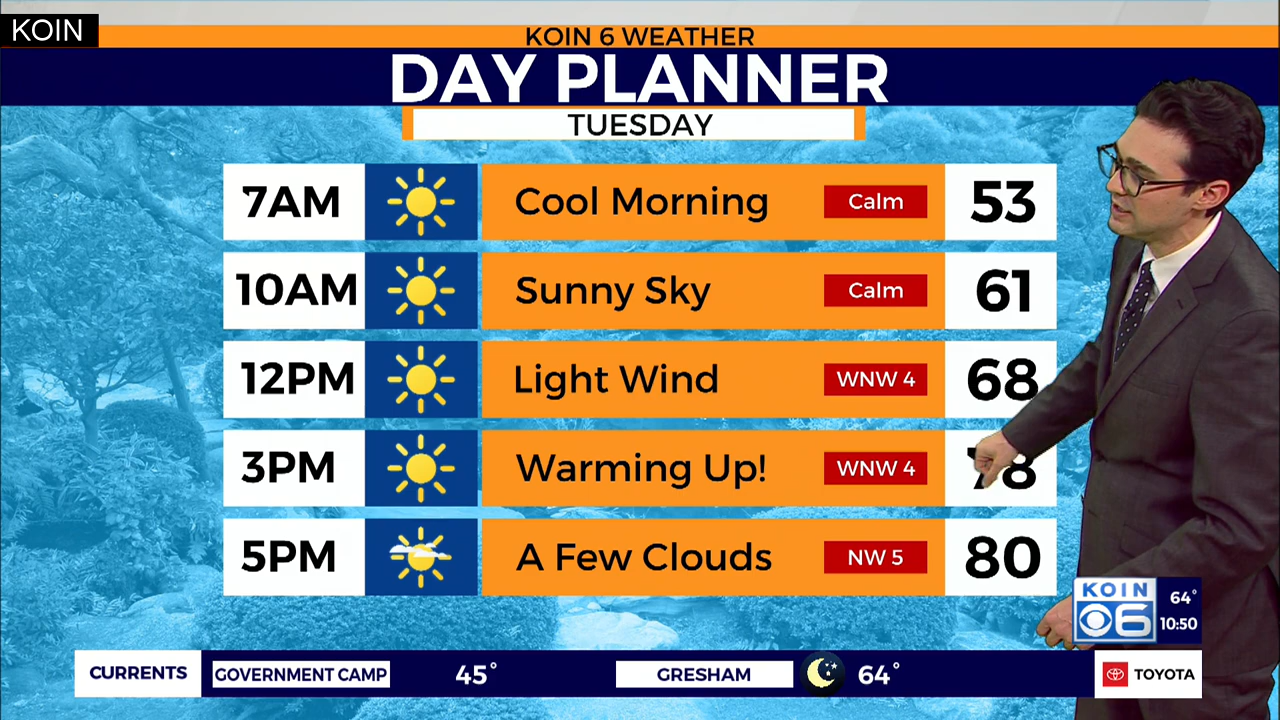 KOIN
KOIN 6 WEATHER
DAY PLANNER
TUESDAY
7AM Cool Morning Calm 53
10AM Sunny Sky Calm 61
12PM Light Wind WNW 4 68
3PM Warming Up! WNW 4 78
5PM A Few Clouds NW 5 80
KOIN 6 64°
10:50
CURRENTS GOVERNMENT CAMP 45° GRESHAM 64° TOYOTA